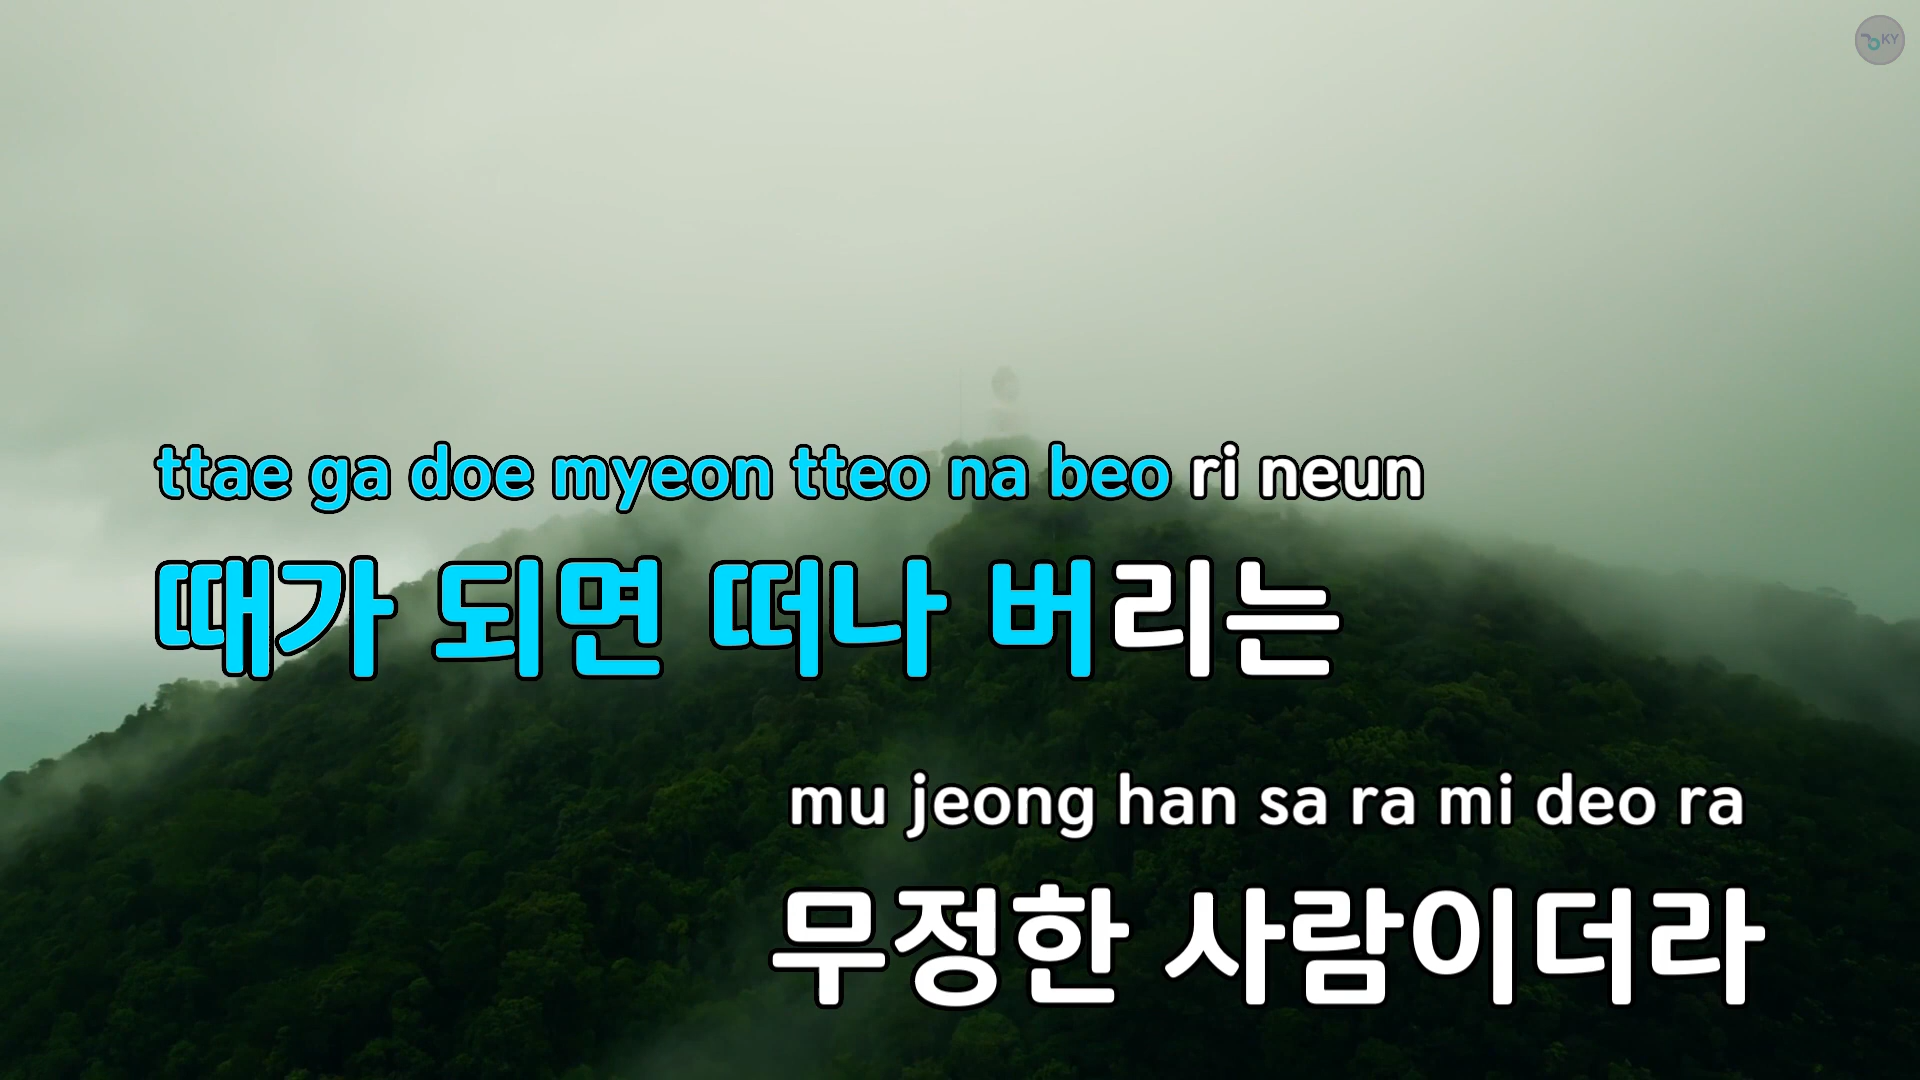 KY
ttae ga doe myeon tteo na beo ri neun
때가 되면 떠나 버리는
mu jeong han sa ra mi deo ra
무정한 사람이더라